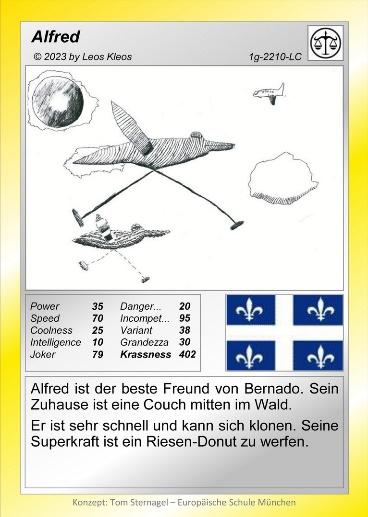 Alfred
© 2023 by Leos Kleos 1g-2210-LC
Power 35 Danger... 20
Speed 70 Incompet... 95
Coolness 25 Variant 38
Intelligence 10 Grandezza 30
Joker 79 Krassness 402
Alfred ist der beste Freund von Bernado. Sein
Zuhause ist eine Couch mitten im Wald.
Er ist sehr schnell und kann sich klonen. Seine
Superkraft ist ein Riesen-Donut zu werfen.
Konzept: Tom Sternagel – Europäische Schule München